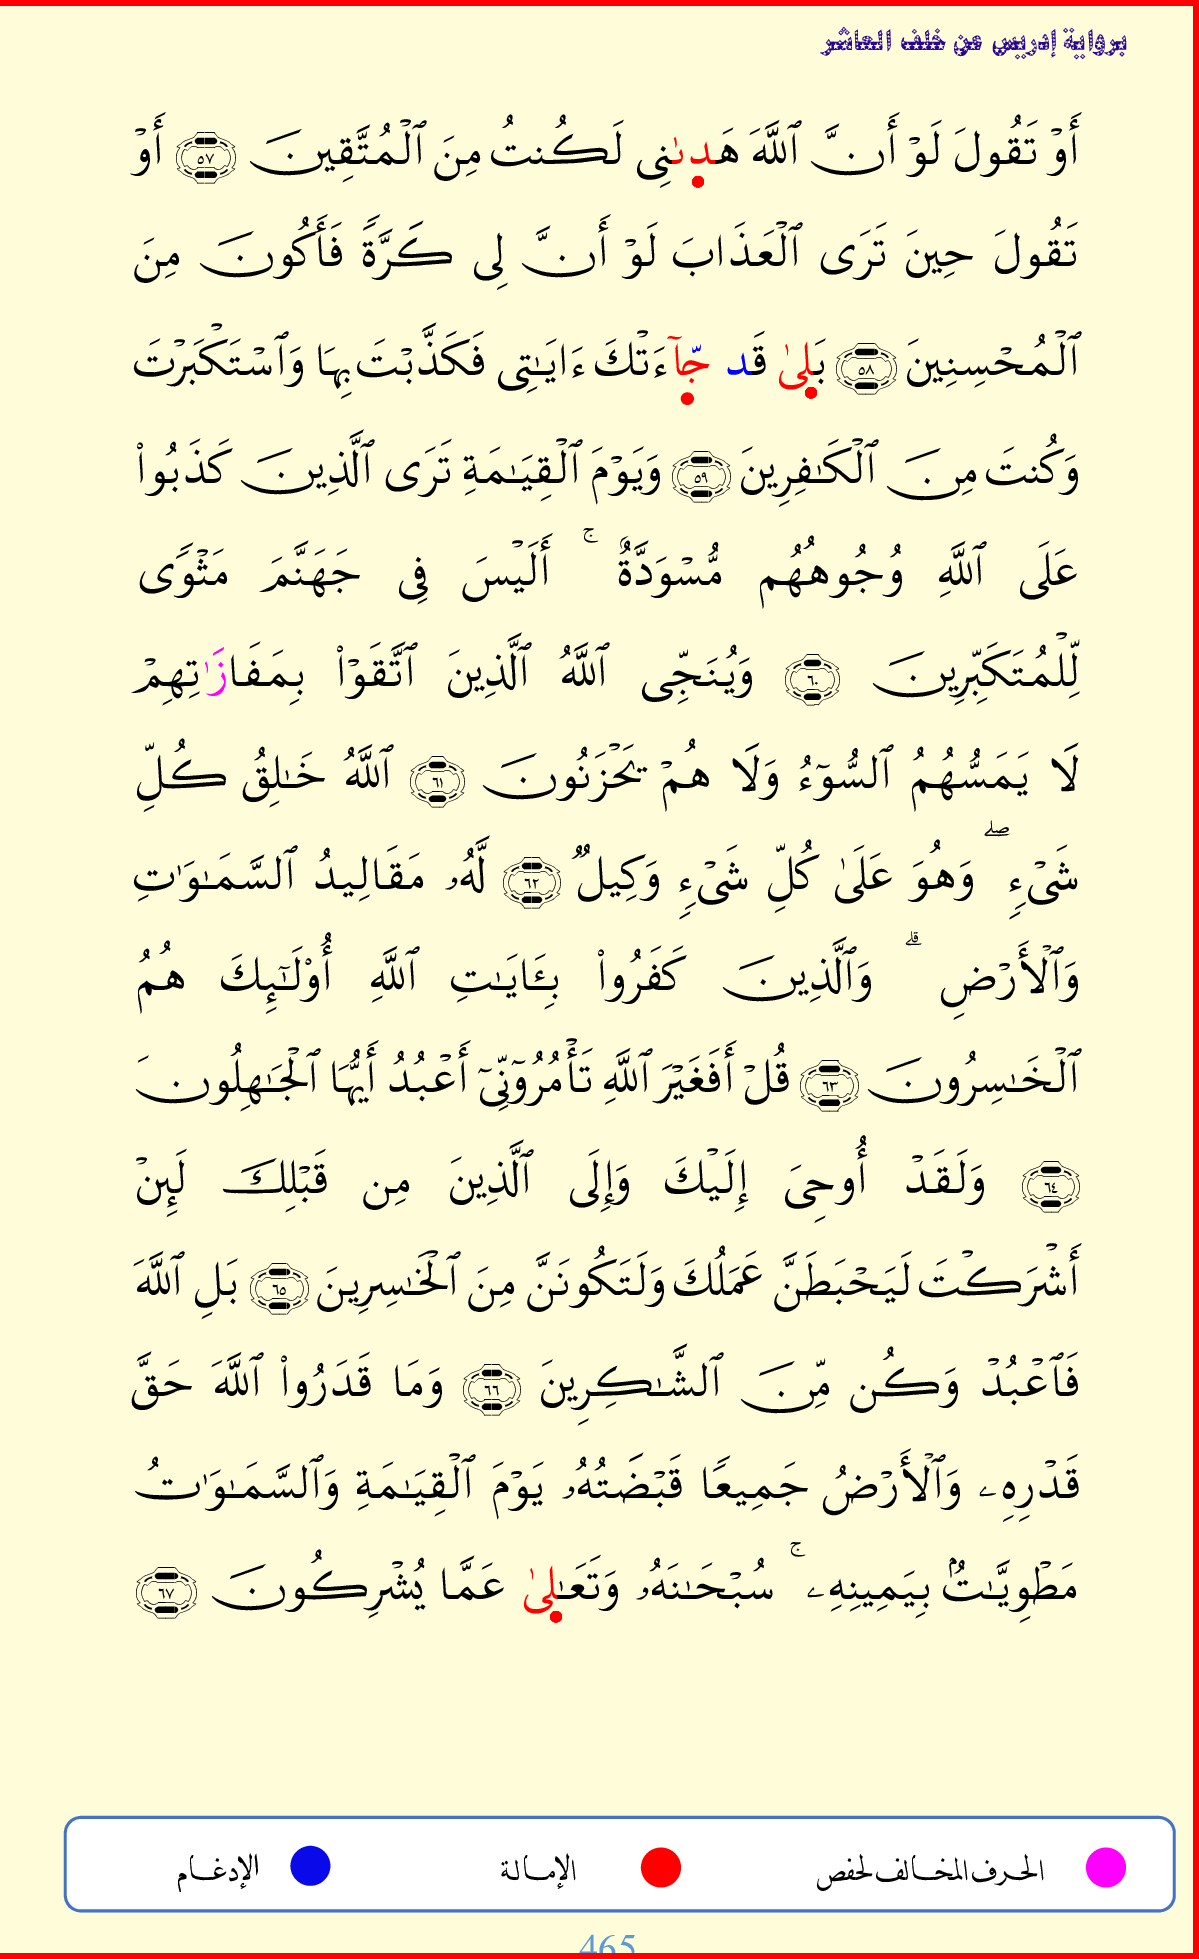 برواية إدريس عن خلف العاشر
أَوۡ تَقُولَ لَوۡ أَنَّ ٱللَّهَ هَدىٰنِي لَكُنتُ مِنَ ٱلۡمُتَّقِينَ ٥٧ أَوۡ
تَقُولَ حِينَ تَرَى ٱلۡعَذَابَ لَوۡ أَنَّ لِي كَرَّةٗ فَأَكُونَ مِنَ
ٱلۡمُحۡسِنِينَ ٥٨ بَلىٰ قَد جّآءَتۡكَ ءَايَٰتِي فَكَذَّبۡتَ بِهَا وَٱسۡتَكۡبَرۡتَ
وَكُنتَ مِنَ ٱلۡكَٰفِرِينَ ٥٩ وَيَوۡمَ ٱلۡقِيَٰمَةِ تَرَى ٱلَّذِينَ كَذَبُواْ
عَلَى ٱللَّهِ وُجُوهُهُم مُّسۡوَدَّةٌ ۚ أَلَيۡسَ فِي جَهَنَّمَ مَثۡوٗى
لِّلۡمُتَكَبِّرِينَ ٦٠ وَيُنَجِّي ٱللَّهُ ٱلَّذِينَ ٱتَّقَوۡاْ بِمَفَازَٰتِهِمۡ
لَا يَمَسُّهُمُ ٱلسُّوٓءُ وَلَا هُمۡ يَحۡزَنُونَ ٦١ ٱللَّهُ خَٰلِقُ كُلِّ
شَيۡءٖ ۖ وَهُوَ عَلَىٰ كُلِّ شَيۡءٖ وَكِيلٞ ٦٢ لَّهُۥ مَقَالِيدُ ٱلسَّمَٰوَٰتِ
وَٱلۡأَرۡضِ ۗ وَٱلَّذِينَ كَفَرُواْ بِـَٔايَٰتِ ٱللَّهِ أُوْلَٰٓئِكَ هُمُ
ٱلۡخَٰسِرُونَ ٦٣ قُلۡ أَفَغَيۡرَ ٱللَّهِ تَأۡمُرُوٓنِّيٓ أَعۡبُدُ أَيُّهَا ٱلۡجَٰهِلُونَ
٦٤ وَلَقَدۡ أُوحِيَ إِلَيۡكَ وَإِلَى ٱلَّذِينَ مِن قَبۡلِكَ لَئِنۡ
أَشۡرَكۡتَ لَيَحۡبَطَنَّ عَمَلُكَ وَلَتَكُونَنَّ مِنَ ٱلۡخَٰسِرِينَ ٦٥ بَلِ ٱللَّهَ
فَٱعۡبُدۡ وَكُن مِّنَ ٱلشَّٰكِرِينَ ٦٦ وَمَا قَدَرُواْ ٱللَّهَ حَقَّ
قَدۡرِهِۦ وَٱلۡأَرۡضُ جَمِيعٗا قَبۡضَتُهُۥ يَوۡمَ ٱلۡقِيَٰمَةِ وَٱلسَّمَٰوَٰتُ
مَطۡوِيَّٰتُۢ بِيَمِينِهِۦ ۚ سُبۡحَٰنَهُۥ وَتَعَٰلىٰ عَمَّا يُشۡرِكُونَ ٦٧
الحرف المخالف لحفص الإمالة الإدغام
465